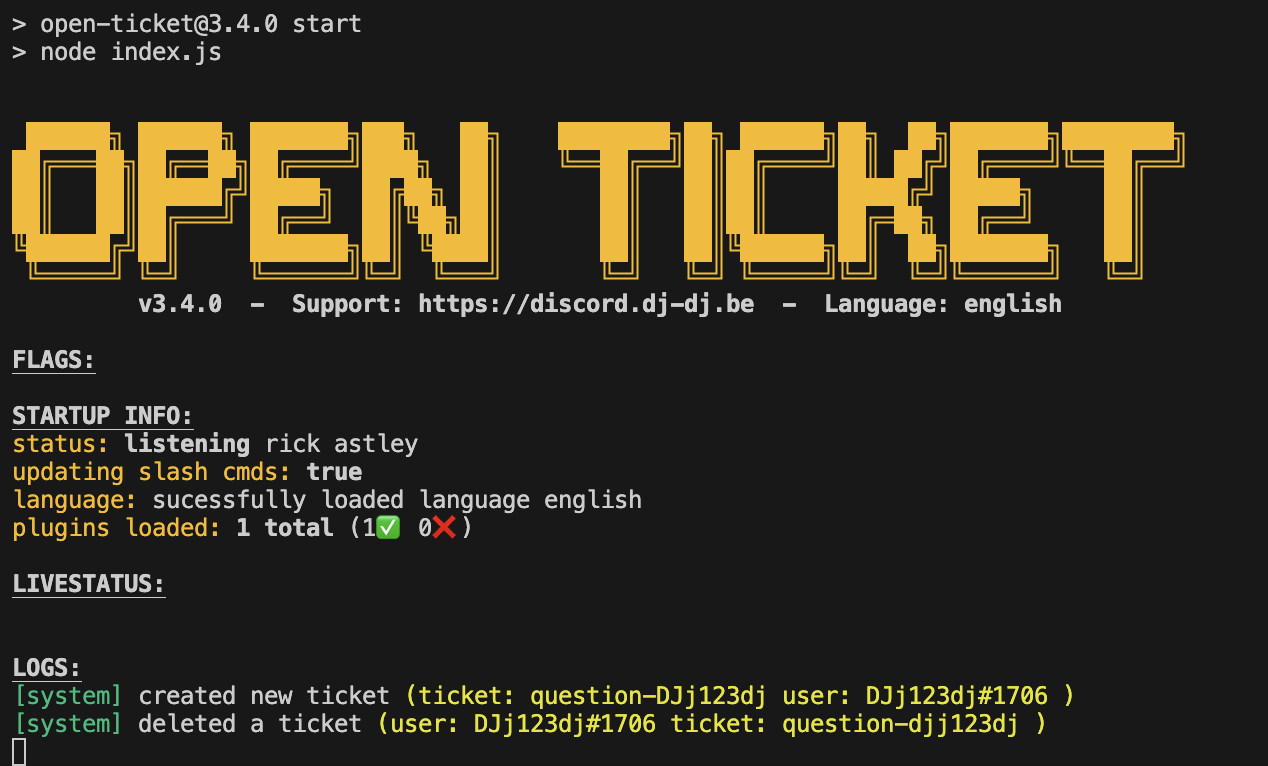 > open-ticket@3.4.0 start
> node index.js
OPEN TICKET
v3.4.0  -  Support: https://discord.dj-dj.be  -  Language: english
FLAGS:
STARTUP INFO:
status: listening rick astley
updating slash cmds: true
language: sucessfully loaded language english
plugins loaded: 1 total (1✅ 0❌)
LIVESTATUS:
LOGS:
[system] created new ticket (ticket: question-DJj123dj user: DJj123dj#1706 )
[system] deleted a ticket (user: DJj123dj#1706 ticket: question-djj123dj )